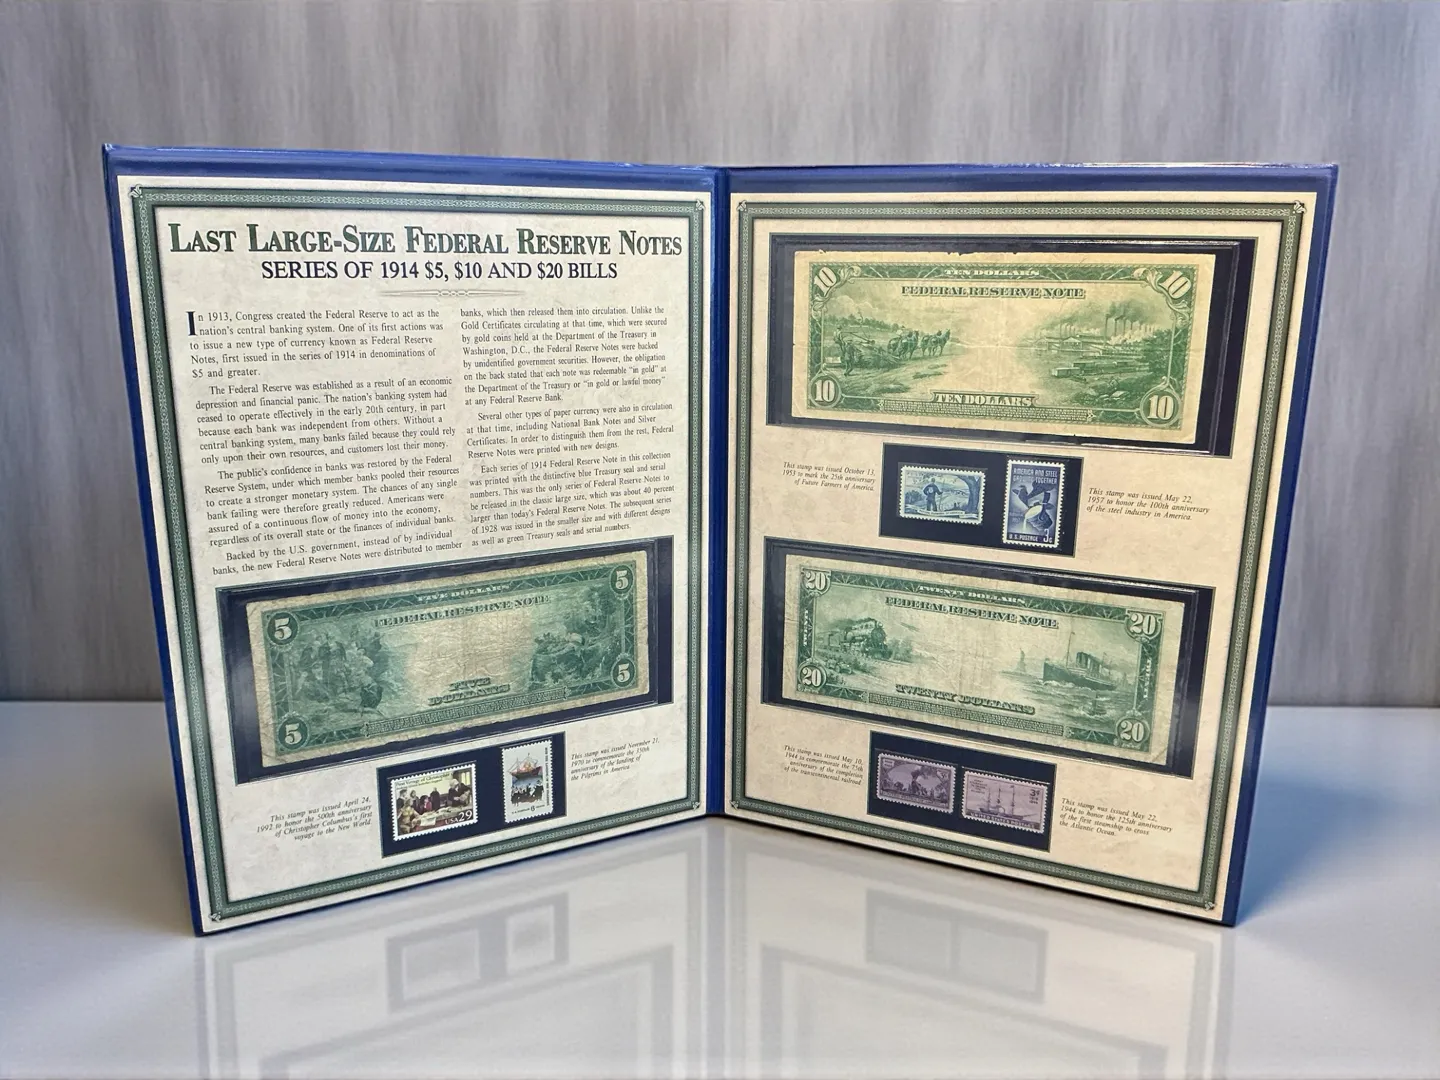 LAST LARGE-SIZE FEDERAL RESERVE NOTES
SERIES OF 1914 $5, $10 AND $20 BILLS
In 1913, Congress created the Federal Reserve to act as the
nation's central banking system. One of its first actions was
to issue a new type of currency known as Federal Reserve
Notes, first issued in the series of 1914 in denominations of
$5 and greater.
The Federal Reserve was established as a result of an economic
depression and financial panic. The nation's banking system had
ceased to operate effectively in the early 20th century, in part
because each bank was independent from others. Without a
central banking system, many banks failed because they could rely
only upon their own resources, and customers lost their money.
The public's confidence in banks was restored by the Federal
Reserve System, under which member banks pooled their resources
to create a stronger monetary system. The chances of any single
bank failing were therefore greatly reduced. Americans were
assured of a continuous flow of money into the economy,
regardless of its overall state or the finances of individual banks.
Backed by the U.S. government, instead of by individual
banks, the new Federal Reserve Notes were distributed to member
banks, which then released them into circulation. Unlike the
Gold Certificates circulating at that time, which were secured
by gold coins held at the Department of the Treasury in
Washington, D.C., the Federal Reserve Notes were backed
by unidentified government securities. However, the obligation
on the back stated that each note was redeemable "in gold" at
the Department of the Treasury or "in gold or lawful money"
at any Federal Reserve Bank.
Several other types of paper currency were also in circulation
at that time, including National Bank Notes and Silver
Certificates. In order to distinguish them from the rest, Federal
Reserve Notes were printed with new designs.
Each series of 1914 Federal Reserve Note in this collection
was printed with the distinctive blue Treasury seal and serial
numbers. This was the only series of Federal Reserve Notes to
be released in the classic large size, which was about 40 percent
larger than today's Federal Reserve Notes. The subsequent series
of 1928 was issued in the smaller size and with different designs
as well as green Treasury seals and serial numbers.
5 FIVE DOLLARS 5
FEDERAL RESERVE NOTE
FIVE
DOLLARS
5 5
This stamp was issued April 24,
1992 to honor the 500th anniversary
of Christopher Columbus's first
voyage to the New World.
USA 29
This stamp was issued November 21,
1970 to commemorate the 350th
anniversary of the landing of
the Pilgrims in America.
10 TEN DOLLARS 10
FEDERAL RESERVE NOTE
10 TEN DOLLARS 10
This stamp was issued October 13,
1953 to mark the 25th anniversary
of Future Farmers of America.
AMERICA AND STEEL
GROWING TOGETHER
U.S. POSTAGE 3¢
This stamp was issued May 22,
1957 to honor the 100th anniversary
of the steel industry in America.
20 TWENTY DOLLARS 20
FEDERAL RESERVE NOTE
20 TWENTY DOLLARS 20
This stamp was issued May 10,
1944 to commemorate the 75th
anniversary of the completion
of the transcontinental railroad.
3¢
UNITED STATES POSTAGE
This stamp was issued May 22,
1944 to honor the 125th anniversary
of the first steamship to cross
the Atlantic Ocean.